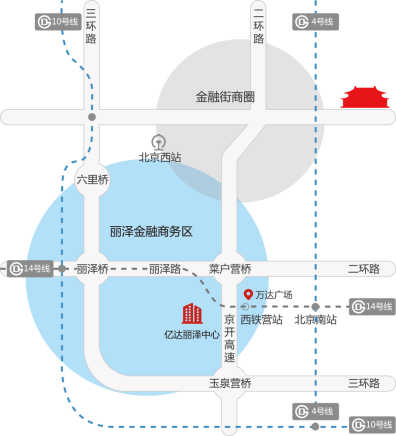 10号线
三环路
二环路
4号线
金融街商圈
北京西站
六里桥
丽泽金融商务区
14号线
丽泽桥
丽泽路
菜户营桥
二环路
万达广场
14号线
亿达丽泽中心
京开高速
西铁营站
北京南站
玉泉营桥
三环路
4号线
10号线